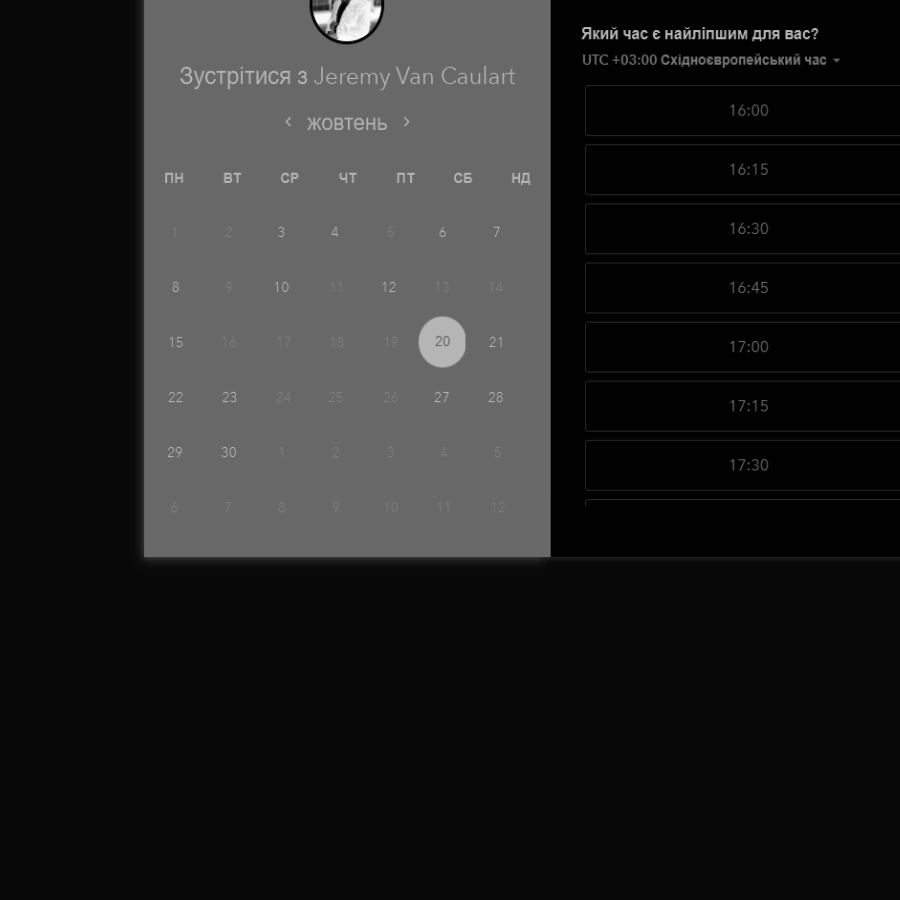 Зустрітися з Jeremy Van Caulart
жовтень
ПН ВТ СР ЧТ ПТ СБ НД
1 2 3 4 5 6 7
8 9 10 11 12 13 14
15 16 17 18 19 20 21
22 23 24 25 26 27 28
29 30 1 2 3 4 5
6 7 8 9 10 11 12
Який час є найліпшим для вас?
UTC +03:00 Східноєвропейський час
16:00
16:15
16:30
16:45
17:00
17:15
17:30